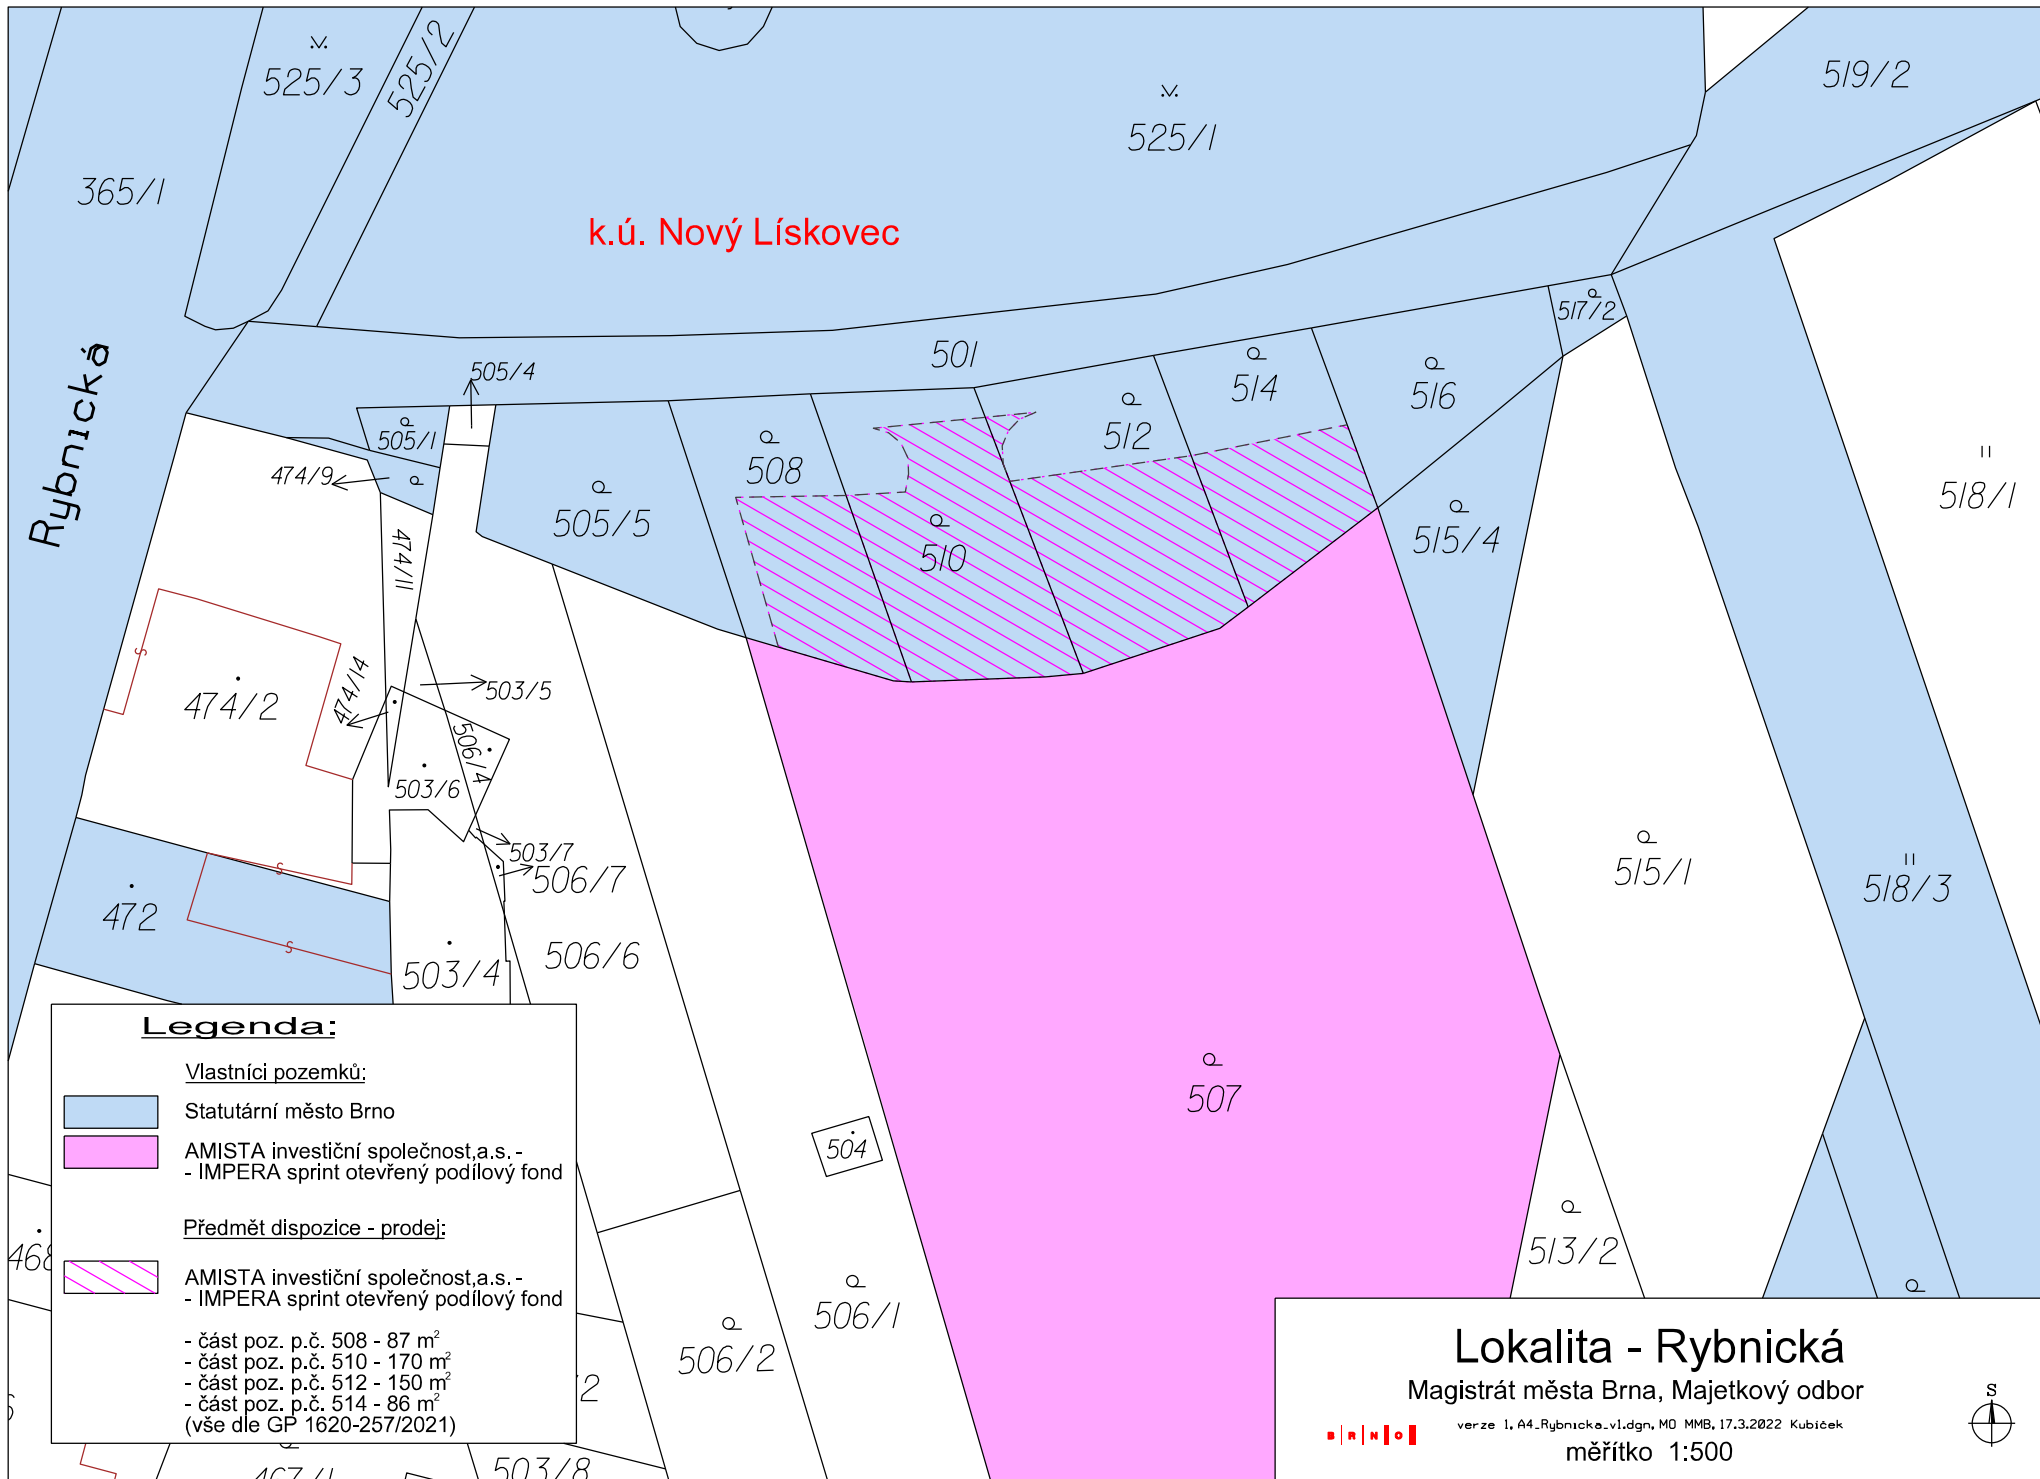 525/3
525/2
525/1
519/2
365/1
k.ú. Nový Lískovec
Rybnická
501
517/2
505/4
505/1
474/9
508
512
514
516
505/5
510
515/4
518/1
474/11
474/2
474/14
503/5
506/4
503/6
503/7
506/7
472
503/4
506/6
515/1
518/3
507
504
513/2
506/1
506/2
468
467/1
503/8
Legenda:
Vlastníci pozemků:
Statutární město Brno
AMISTA investiční společnost,a.s. -
- IMPERA sprint otevřený podílový fond
Předmět dispozice - prodej:
AMISTA investiční společnost,a.s. -
- IMPERA sprint otevřený podílový fond
- část poz. p.č. 508 - 87 m²
- část poz. p.č. 510 - 170 m²
- část poz. p.č. 512 - 150 m²
- část poz. p.č. 514 - 86 m²
(vše dle GP 1620-257/2021)
Lokalita - Rybnická
Magistrát města Brna, Majetkový odbor
BRNO
verze 1, A4_Rybnicka_v1.dgn, MO MMB, 17.3.2022 Kubíček
měřítko 1:500
S